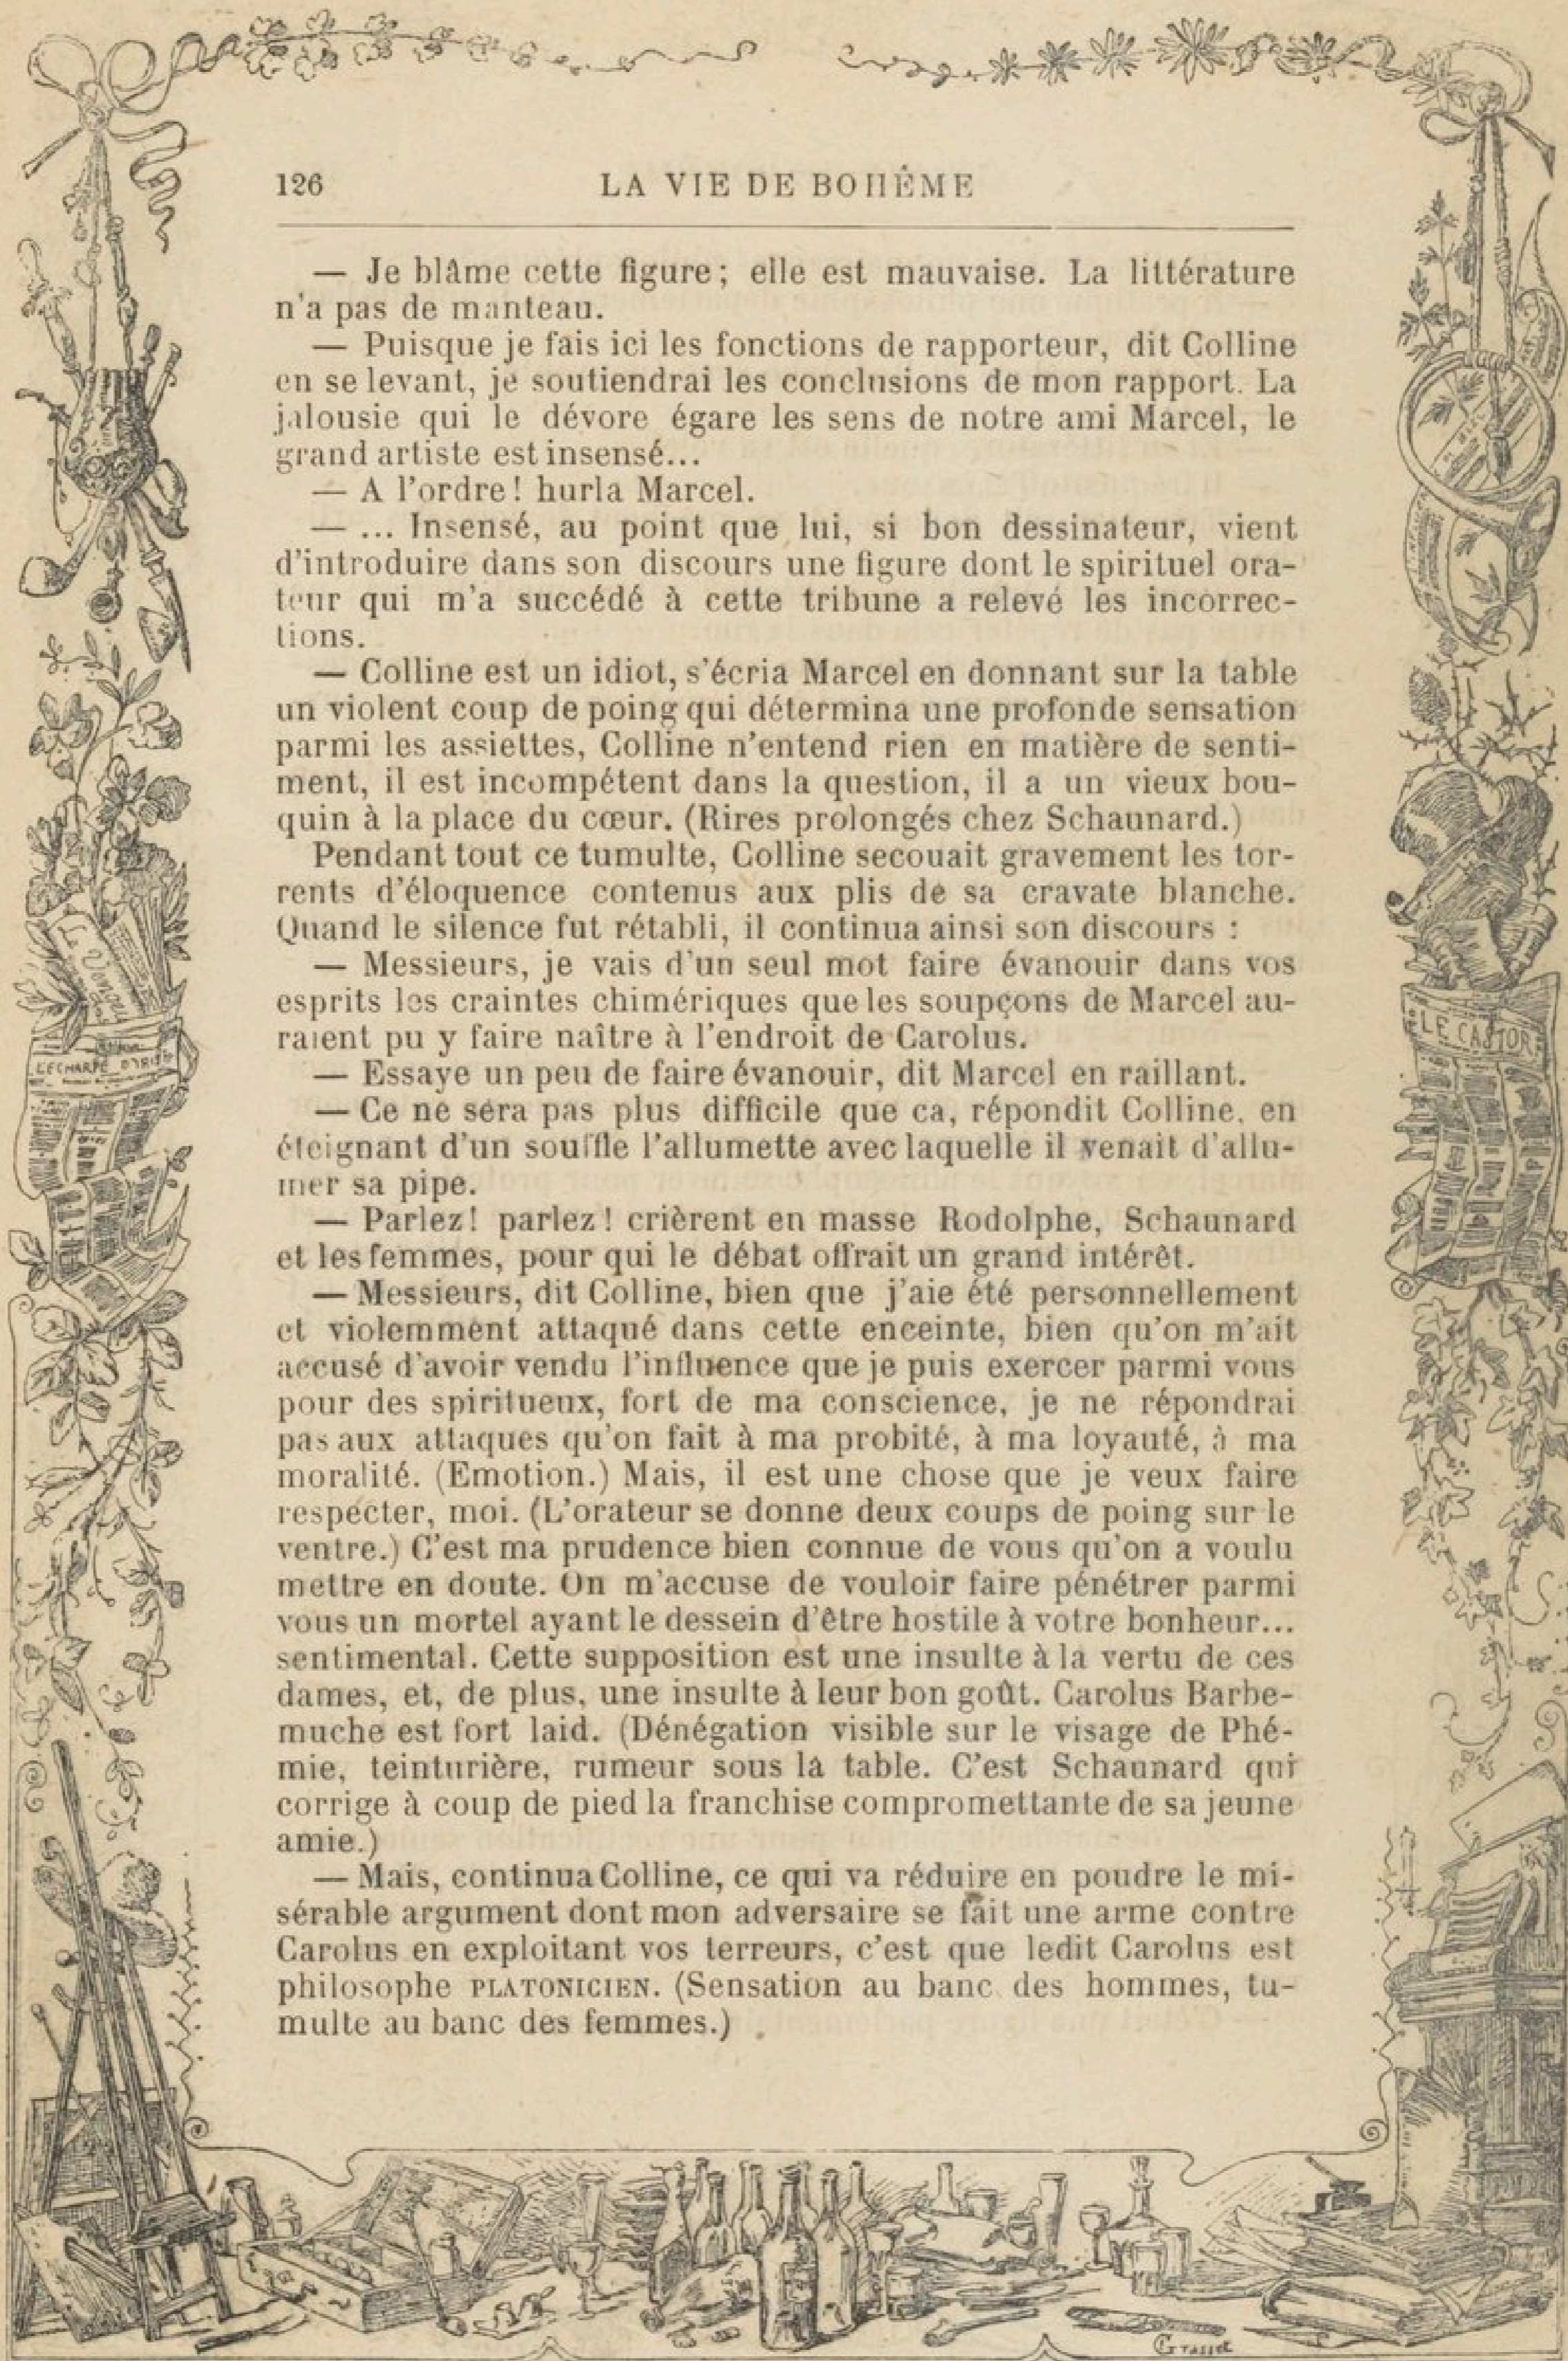 126
LA VIE DE BOHÊME
— Je blâme cette figure; elle est mauvaise. La littérature
n'a pas de manteau.
— Puisque je fais ici les fonctions de rapporteur, dit Colline
en se levant, je soutiendrai les conclusions de mon rapport. La
jalousie qui le dévore égare les sens de notre ami Marcel, le
grand artiste est insensé...
— A l'ordre! hurla Marcel.
— ... Insensé, au point que lui, si bon dessinateur, vient
d'introduire dans son discours une figure dont le spirituel ora-
teur qui m'a succédé à cette tribune a relevé les incorrec-
tions.
— Colline est un idiot, s'écria Marcel en donnant sur la table
un violent coup de poing qui détermina une profonde sensation
parmi les assiettes, Colline n'entend rien en matière de senti-
ment, il est incompétent dans la question, il a un vieux bou-
quin à la place du cœur. (Rires prolongés chez Schaunard.)
Pendant tout ce tumulte, Colline secouait gravement les tor-
rents d'éloquence contenus aux plis de sa cravate blanche.
Quand le silence fut rétabli, il continua ainsi son discours :
— Messieurs, je vais d'un seul mot faire évanouir dans vos
esprits les craintes chimériques que les soupçons de Marcel au-
raient pu y faire naître à l'endroit de Carolus.
— Essaye un peu de faire évanouir, dit Marcel en raillant.
— Ce ne sera pas plus difficile que ca, répondit Colline, en
éteignant d'un souffle l'allumette avec laquelle il venait d'allu-
mer sa pipe.
— Parlez! parlez! crièrent en masse Rodolphe, Schaunard
et les femmes, pour qui le débat offrait un grand intérêt.
— Messieurs, dit Colline, bien que j'aie été personnellement
et violemment attaqué dans cette enceinte, bien qu'on m'ait
accusé d'avoir vendu l'influence que je puis exercer parmi vous
pour des spiritueux, fort de ma conscience, je ne répondrai
pas aux attaques qu'on fait à ma probité, à ma loyauté, à ma
moralité. (Emotion.) Mais, il est une chose que je veux faire
respecter, moi. (L'orateur se donne deux coups de poing sur le
ventre.) C'est ma prudence bien connue de vous qu'on a voulu
mettre en doute. On m'accuse de vouloir faire pénétrer parmi
vous un mortel ayant le dessein d'être hostile à votre bonheur...
sentimental. Cette supposition est une insulte à la vertu de ces
dames, et, de plus, une insulte à leur bon goût. Carolus Barbe-
muche est fort laid. (Dénégation visible sur le visage de Phé-
mie, teinturière, rumeur sous la table. C'est Schaunard qui
corrige à coup de pied la franchise compromettante de sa jeune
amie.)
— Mais, continua Colline, ce qui va réduire en poudre le mi-
sérable argument dont mon adversaire se fait une arme contre
Carolus en exploitant vos terreurs, c'est que ledit Carolus est
philosophe PLATONICIEN. (Sensation au banc des hommes, tu-
multe au banc des femmes.)
L'ECHARPE D'IRIS
LE CASTOR
Grasset